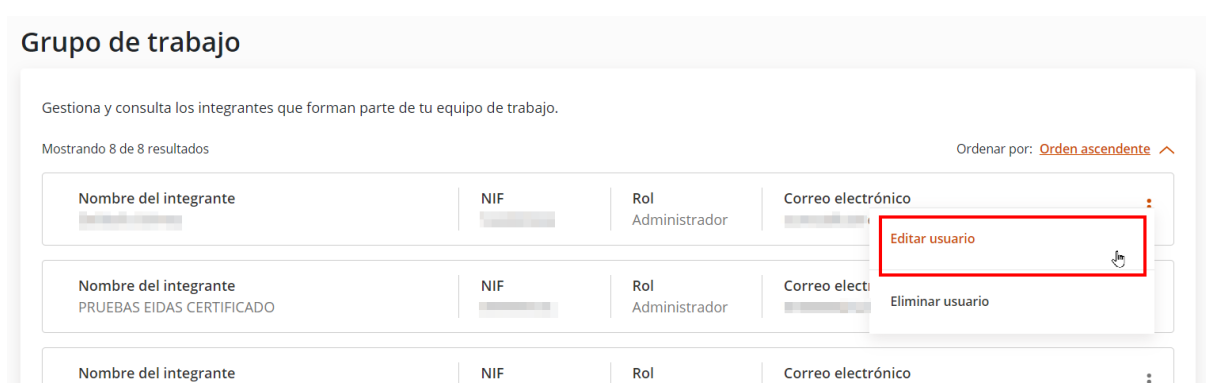 Grupo de trabajo
Gestiona y consulta los integrantes que forman parte de tu equipo de trabajo.
Mostrando 8 de 8 resultados
Ordenar por: Orden ascendente
Nombre del integrante NIF Rol Correo electrónico
Administrador
Editar usuario
Nombre del integrante NIF Rol Correo elect
PRUEBAS EIDAS CERTIFICADO Administrador
Eliminar usuario
Nombre del integrante NIF Rol Correo electrónico